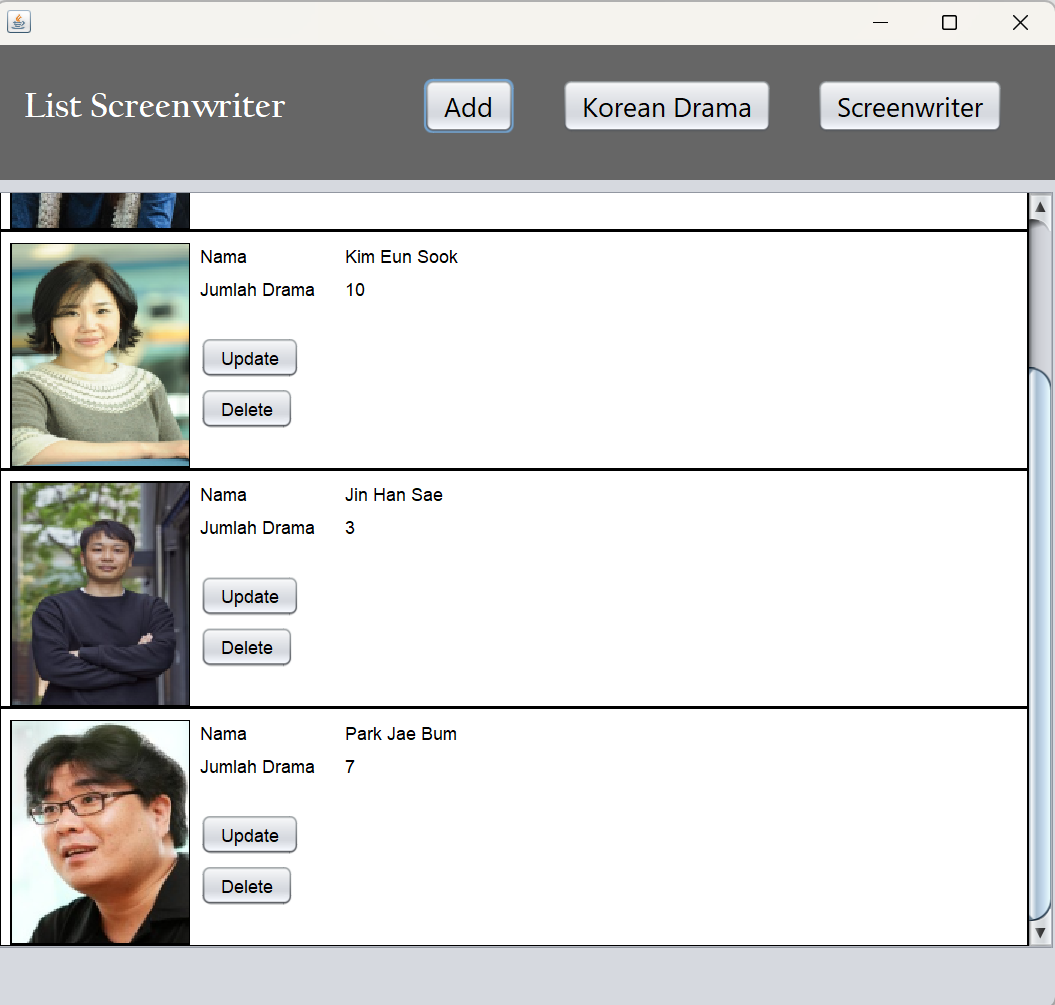 List Screenwriter
Add
Korean Drama
Screenwriter
Nama Kim Eun Sook
Jumlah Drama 10
Update
Delete
Nama Jin Han Sae
Jumlah Drama 3
Update
Delete
Nama Park Jae Bum
Jumlah Drama 7
Update
Delete